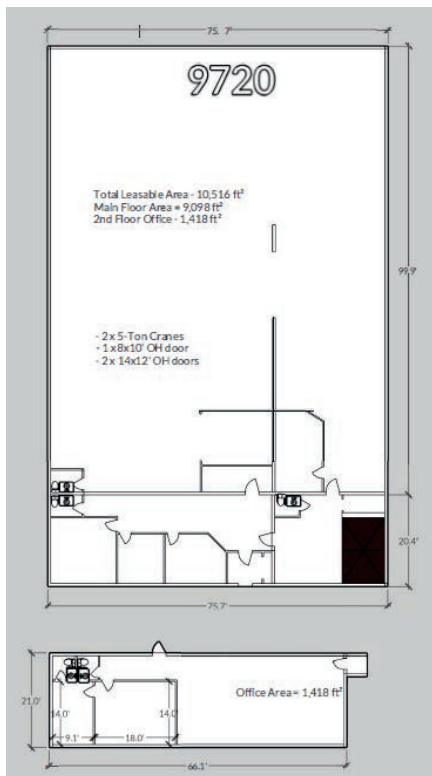 75. 7'
9720
Total Leasable Area - 10,516 ft²
Main Floor Area = 9,098 ft²
2nd Floor Office - 1,418 ft²
99.9'
- 2 x 5-Ton Cranes
- 1 x 8x10' OH door
- 2 x 14x12' OH doors
20.4'
75.7'
Office Area = 1,418 ft²
21.0'
14.0'
14.0'
9.1'
18.0'
66.1'